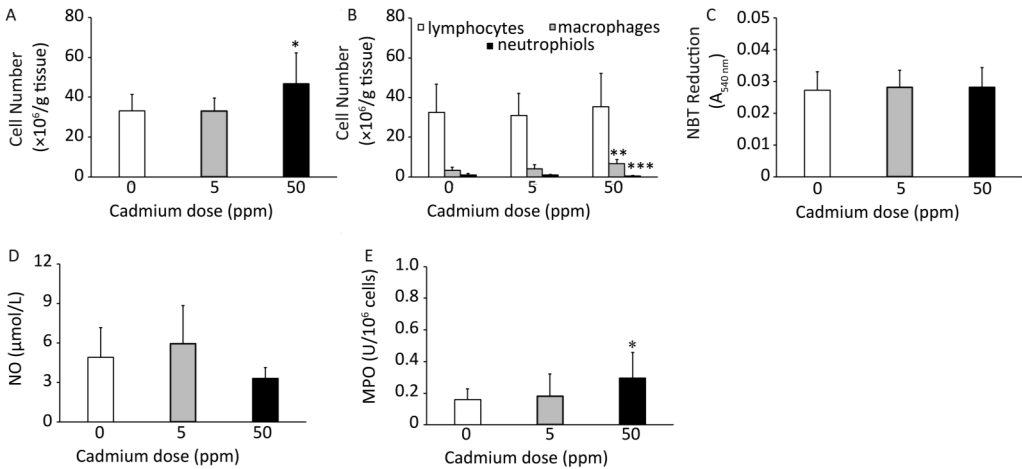 A
Cell Number
(×10⁶/g tissue)
80
60
40
20
0
*
0 5 50
Cadmium dose (ppm)
B
lymphocytes macrophages
neutrophiols
Cell Number
(×10⁶/g tissue)
80
60
40
20
0
**
***
0 5 50
Cadmium dose (ppm)
C
NBT Reduction
(A540 nm)
0.05
0.04
0.03
0.02
0.01
0
0 5 50
Cadmium dose (ppm)
D
NO (μmol/L)
12
9
6
3
0
0 5 50
Cadmium dose (ppm)
E
MPO (U/10⁶ cells)
1.0
0.8
0.6
0.4
0.2
0
*
0 5 50
Cadmium dose (ppm)